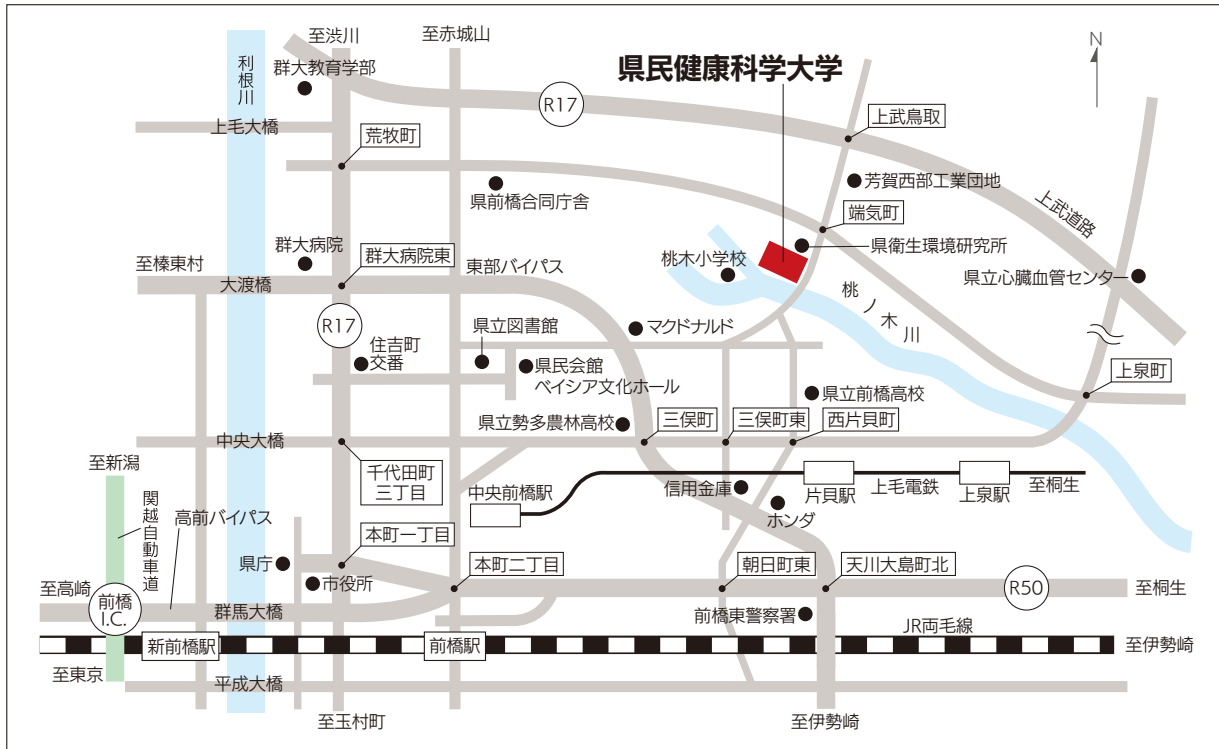 至渋川
至赤城山
N
利根川
群大教育学部
県民健康科学大学
R17
上毛大橋
上武鳥取
荒牧町
芳賀西部工業団地
県前橋合同庁舎
端気町
上武道路
群大病院
県衛生環境研究所
群大病院東
桃木小学校
至榛東村
東部バイパス
県立心臓血管センター
大渡橋
桃ノ木川
R17
県立図書館
マクドナルド
住吉町
交番
県民会館
ベイシア文化ホール
上泉町
県立前橋高校
県立勢多農林高校
三俣町
三俣町東
西片貝町
中央大橋
至新潟
千代田町
三丁目
中央前橋駅
信用金庫
片貝駅
上毛電鉄
上泉駅
至桐生
関越自動車道
高前バイパス
ホンダ
本町一丁目
県庁
市役所
本町二丁目
朝日町東
天川大島町北
至高崎
前橋
I.C.
R50
至桐生
群馬大橋
前橋東警察署
JR両毛線
新前橋駅
前橋駅
至伊勢崎
至東京
平成大橋
至玉村町
至伊勢崎